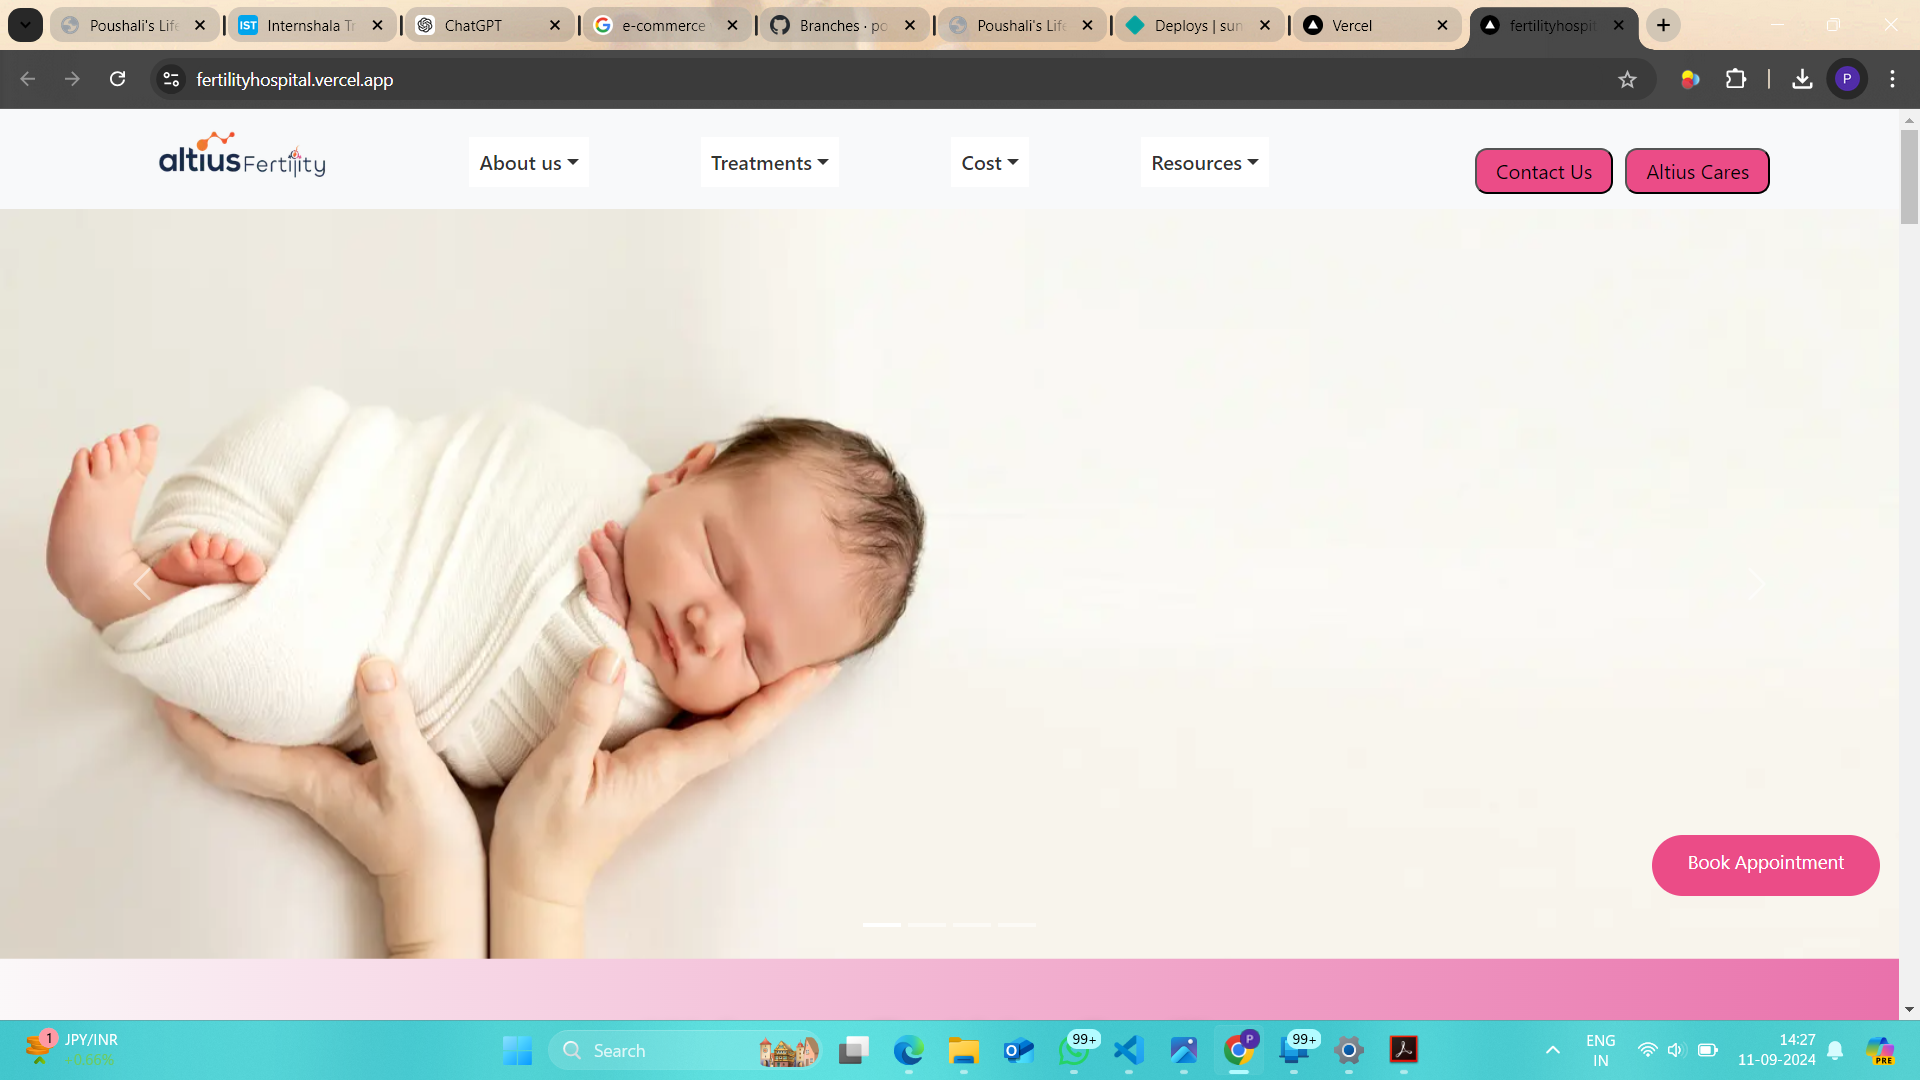 Poushali's Life
Internshala Tr
ChatGPT
e-commerce
Branches · po
Poushali's Life
Deploys | sun
Vercel
fertilityhospit
fertilityhospital.vercel.app
P
altius Fertility
About us
Treatments
Cost
Resources
Contact Us
Altius Cares
Book Appointment
1
JPY/INR
+0.66%
Search
99+
P
99+
ENG
IN
14:27
11-09-2024
PRE